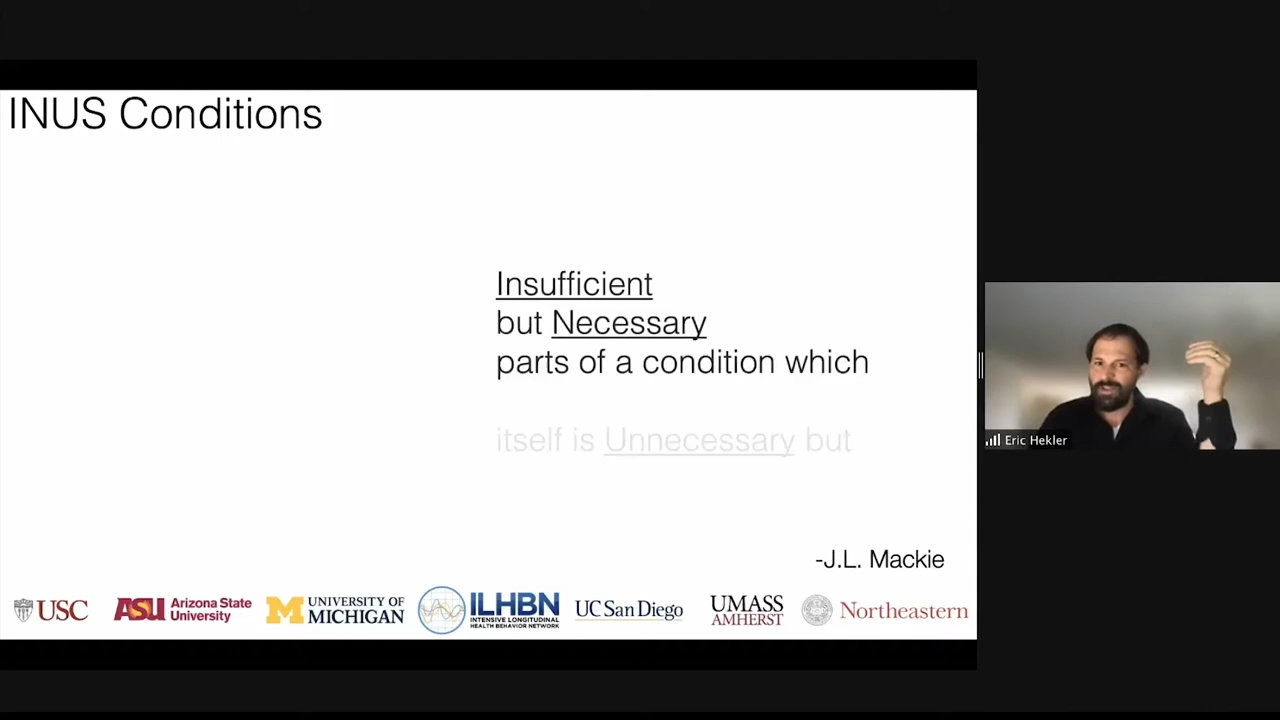 INUS Conditions
Insufficient
but Necessary
parts of a condition which
itself is Unnecessary but
-J.L. Mackie
Eric Hekler
USC
ASU Arizona State University
M UNIVERSITY OF MICHIGAN
ILHBN
INTENSIVE LONGITUDINAL
HEALTH BEHAVIOR NETWORK
UC San Diego
UMASS
AMHERST
Northeastern